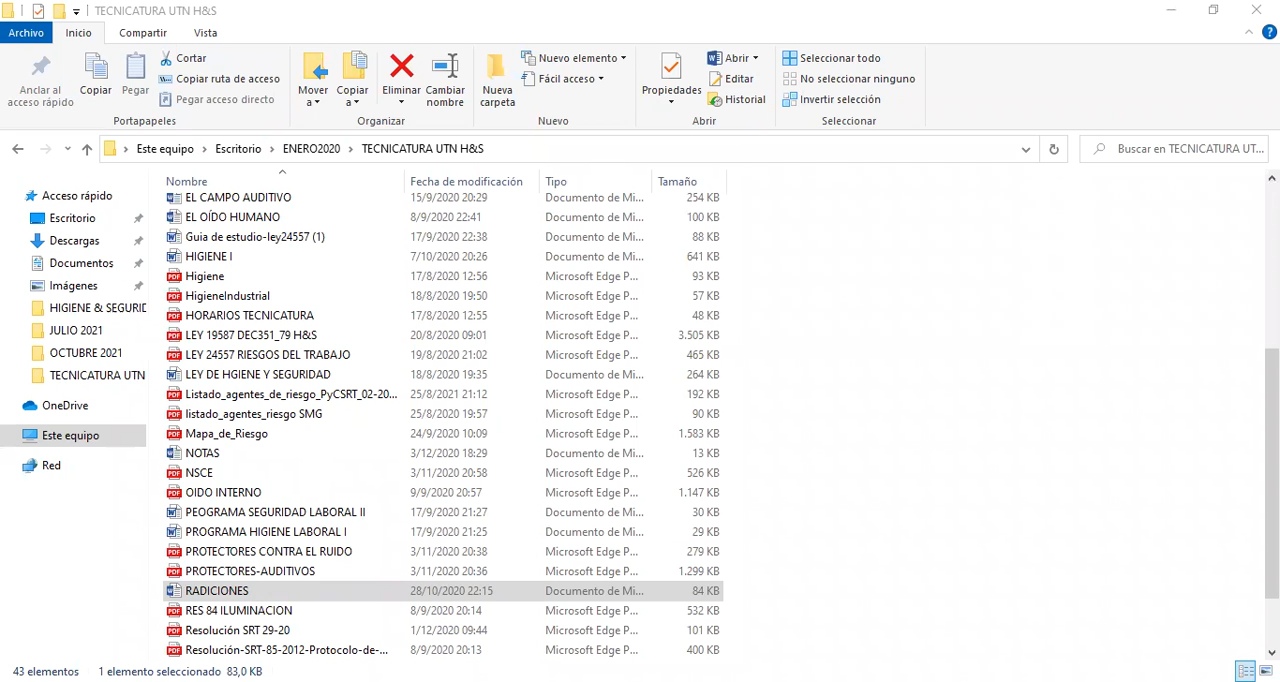 TECNICATURA UTN H&S
Archivo Inicio Compartir Vista
Anclar al acceso rápido
Copiar
Pegar
Cortar
Copiar ruta de acceso
Pegar acceso directo
Portapapeles
Mover a
Copiar a
Eliminar
Cambiar nombre
Organizar
Nueva carpeta
Nuevo elemento
Fácil acceso
Nuevo
Propiedades
Abrir
Editar
Historial
Abrir
Seleccionar todo
No seleccionar ninguno
Invertir selección
Seleccionar
Este equipo > Escritorio > ENERO2020 > TECNICATURA UTN H&S
Buscar en TECNICATURA UT...
Acceso rápido
Escritorio
Descargas
Documentos
Imágenes
HIGIENE & SEGURID
JULIO 2021
OCTUBRE 2021
TECNICATURA UTN
OneDrive
Este equipo
Red
Nombre Fecha de modificación Tipo Tamaño
EL CAMPO AUDITIVO 15/9/2020 20:29 Documento de Mi... 254 KB
EL OÍDO HUMANO 8/9/2020 22:41 Documento de Mi... 100 KB
Guia de estudio-ley24557 (1) 17/9/2020 22:38 Documento de Mi... 88 KB
HIGIENE I 7/10/2020 20:26 Documento de Mi... 641 KB
Higiene 17/8/2020 12:56 Microsoft Edge P... 93 KB
HigieneIndustrial 18/8/2020 19:50 Microsoft Edge P... 57 KB
HORARIOS TECNICATURA 17/8/2020 12:55 Microsoft Edge P... 48 KB
LEY 19587 DEC351_79 H&S 20/8/2020 09:01 Microsoft Edge P... 3.505 KB
LEY 24557 RIESGOS DEL TRABAJO 19/8/2020 21:02 Microsoft Edge P... 465 KB
LEY DE HGIENE Y SEGURIDAD 18/8/2020 19:35 Documento de Mi... 264 KB
Listado_agentes_de_riesgo_PyCSRT_02-20... 25/8/2021 21:12 Microsoft Edge P... 192 KB
listado_agentes_riesgo SMG 25/8/2020 19:57 Microsoft Edge P... 90 KB
Mapa_de_Riesgo 24/9/2020 10:09 Microsoft Edge P... 1.583 KB
NOTAS 3/12/2020 18:29 Documento de Mi... 13 KB
NSCE 3/11/2020 20:58 Microsoft Edge P... 526 KB
OIDO INTERNO 9/9/2020 20:57 Microsoft Edge P... 1.147 KB
PEOGRAMA SEGURIDAD LABORAL II 17/9/2020 21:27 Documento de Mi... 30 KB
PROGRAMA HIGIENE LABORAL I 17/9/2020 21:25 Documento de Mi... 29 KB
PROTECTORES CONTRA EL RUIDO 3/11/2020 20:38 Microsoft Edge P... 279 KB
PROTECTORES-AUDITIVOS 3/11/2020 20:36 Microsoft Edge P... 1.299 KB
RADICIONES 28/10/2020 22:15 Documento de Mi... 84 KB
RES 84 ILUMINACION 8/9/2020 20:14 Microsoft Edge P... 532 KB
Resolución SRT 29-20 1/12/2020 09:44 Microsoft Edge P... 101 KB
Resolución-SRT-85-2012-Protocolo-de-... 8/9/2020 20:13 Microsoft Edge P... 400 KB
43 elementos 1 elemento seleccionado 83,0 KB